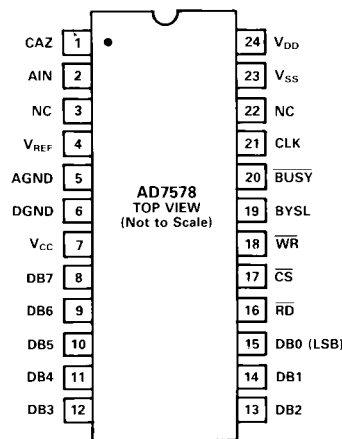 CAZ 1 24 VDD
AIN 2 23 VSS
NC 3 22 NC
VREF 4 21 CLK
AGND 5 20 BUSY
DGND 6 19 BYSL
VCC 7 18 WR
DB7 8 17 CS
DB6 9 16 RD
DB5 10 15 DB0 (LSB)
DB4 11 14 DB1
DB3 12 13 DB2
AD7578
TOP VIEW
(Not to Scale)